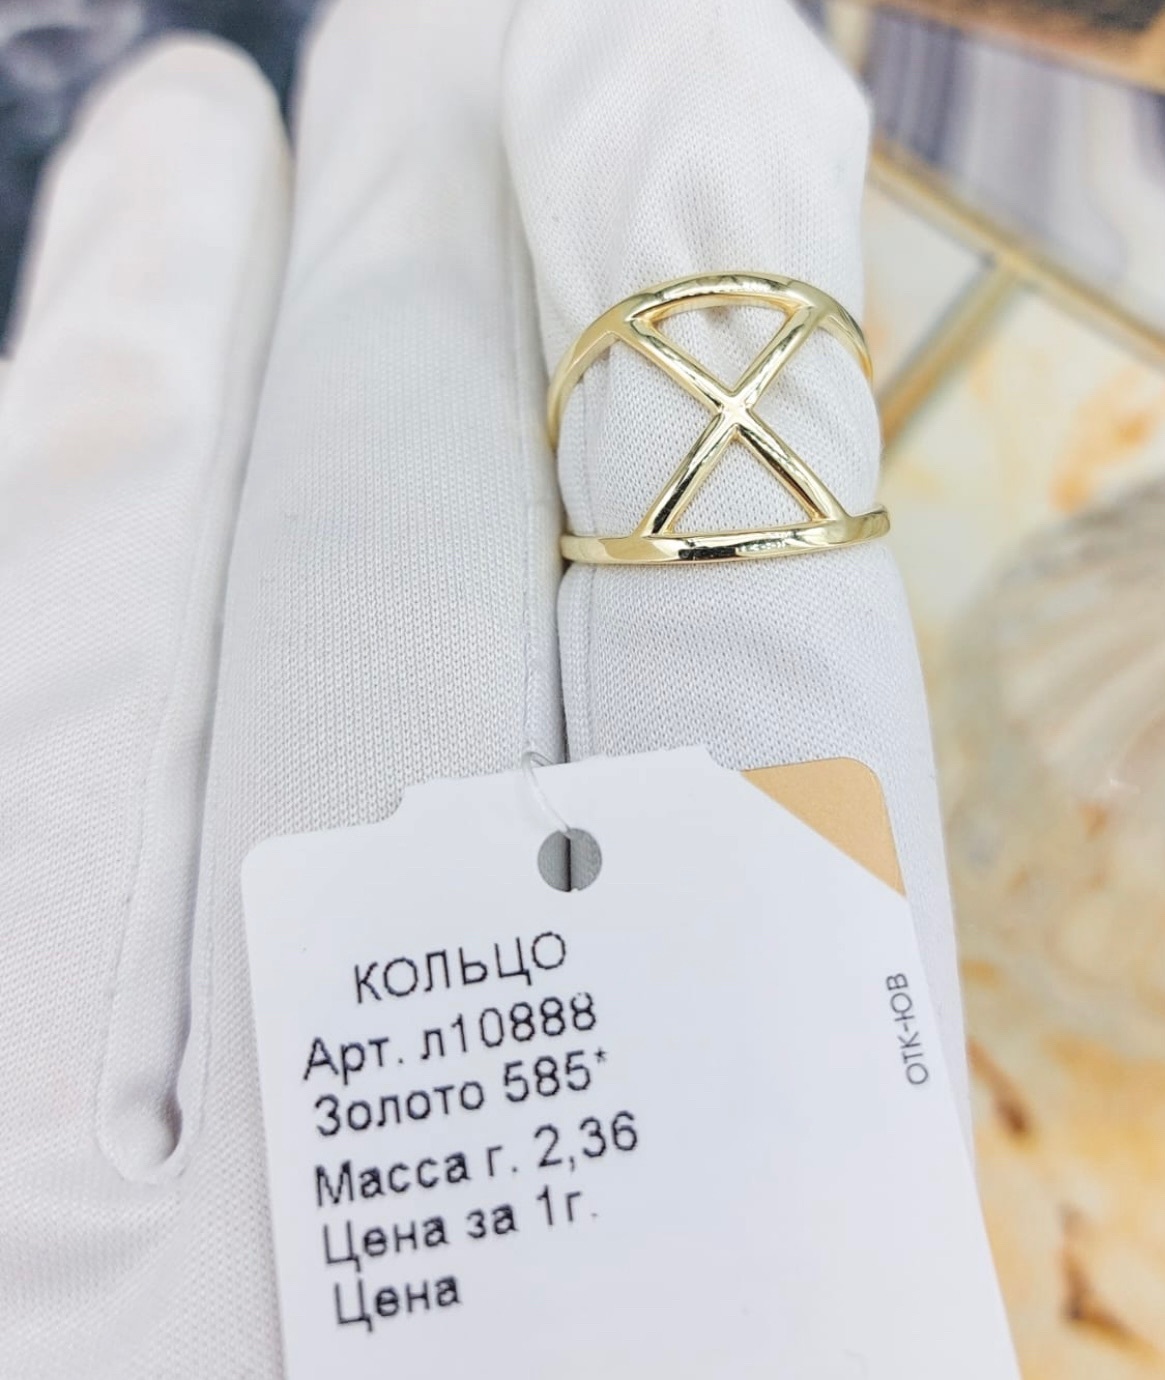 КОЛЬЦО
Арт. л10888
Золото 585*
Масса г. 2,36
Цена за 1г.
Цена
ОТК-ЮВ